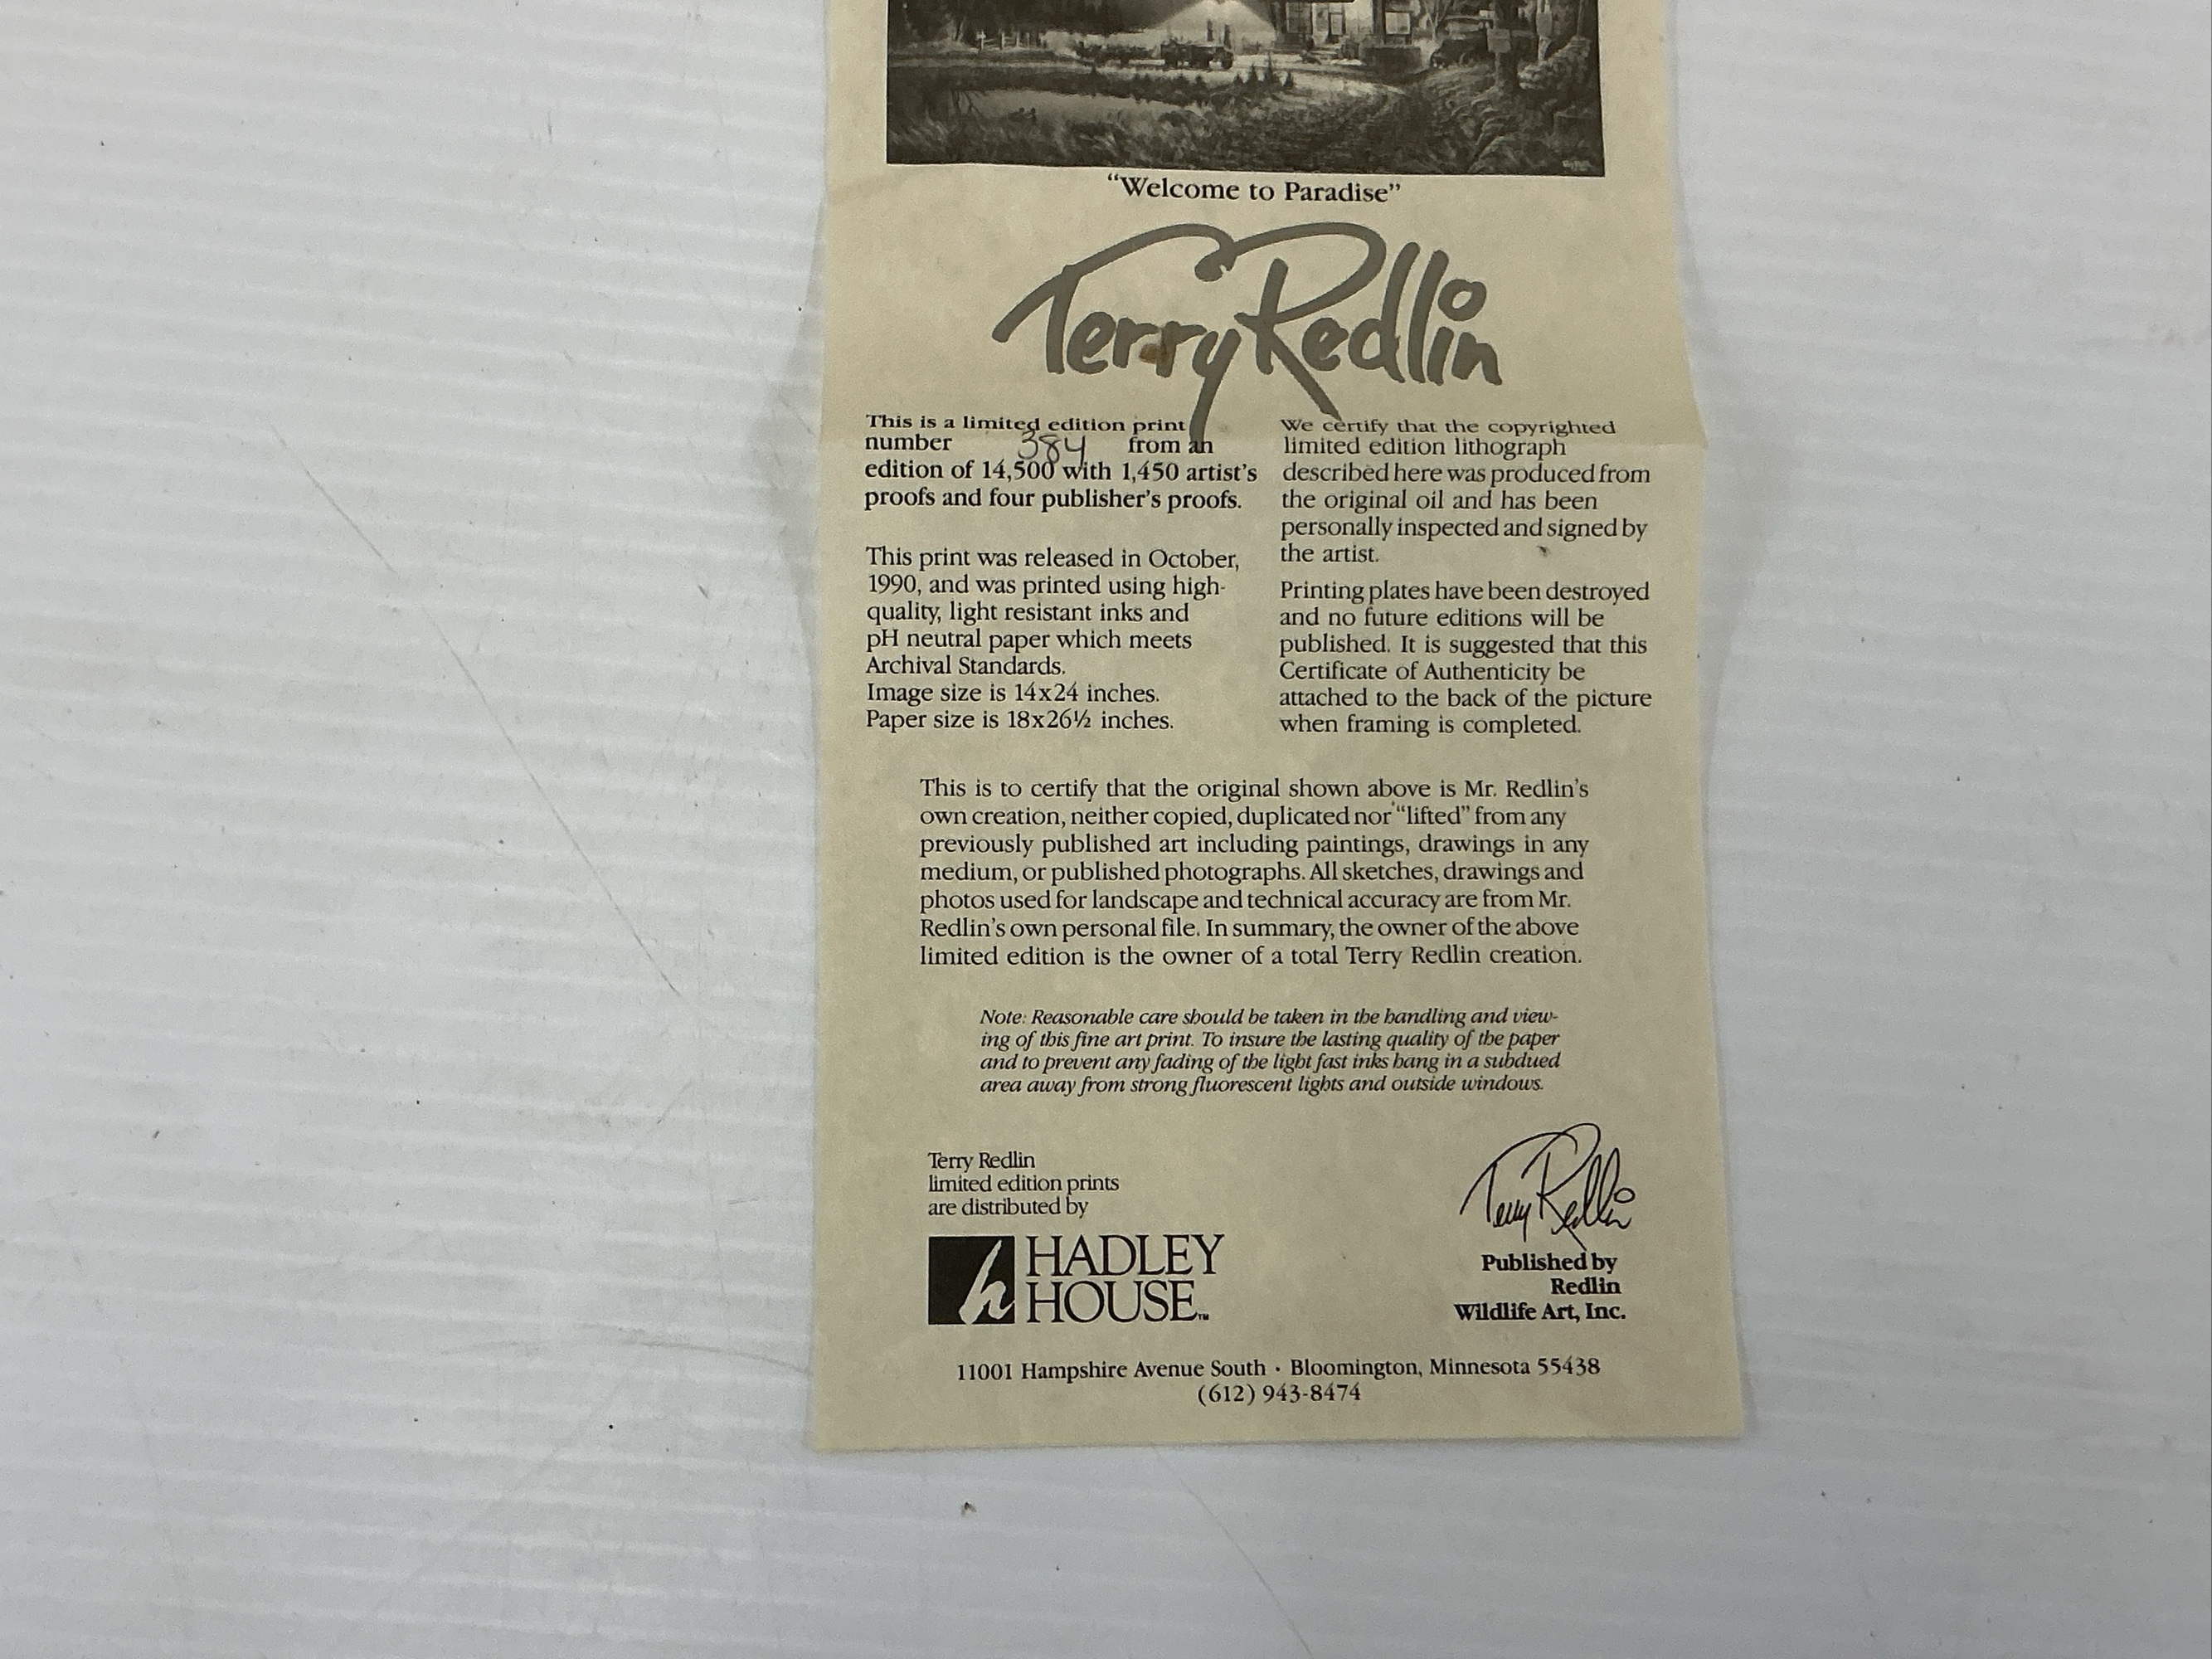 “Welcome to Paradise”
Terry Redlin
This is a limited edition print
number 384 from an
edition of 14,500 with 1,450 artist's
proofs and four publisher's proofs.
This print was released in October,
1990, and was printed using high-
quality, light resistant inks and
pH neutral paper which meets
Archival Standards.
Image size is 14x24 inches.
Paper size is 18x26½ inches.
We certify that the copyrighted
limited edition lithograph
described here was produced from
the original oil and has been
personally inspected and signed by
the artist.
Printing plates have been destroyed
and no future editions will be
published. It is suggested that this
Certificate of Authenticity be
attached to the back of the picture
when framing is completed.
This is to certify that the original shown above is Mr. Redlin's
own creation, neither copied, duplicated nor “lifted” from any
previously published art including paintings, drawings in any
medium, or published photographs. All sketches, drawings and
photos used for landscape and technical accuracy are from Mr.
Redlin's own personal file. In summary, the owner of the above
limited edition is the owner of a total Terry Redlin creation.
Note: Reasonable care should be taken in the handling and view-
ing of this fine art print. To insure the lasting quality of the paper
and to prevent any fading of the light fast inks hang in a subdued
area away from strong fluorescent lights and outside windows.
Terry Redlin
limited edition prints
are distributed by
h HADLEY
HOUSE™
Terry Redlin
Published by
Redlin
Wildlife Art, Inc.
11001 Hampshire Avenue South · Bloomington, Minnesota 55438
(612) 943-8474